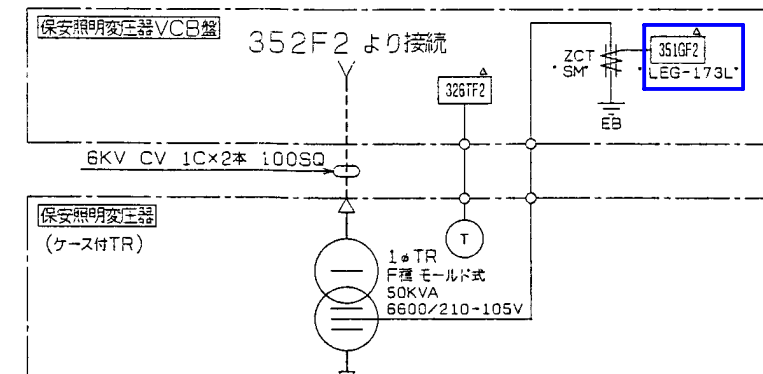 保安照明変圧器VCB盤
352F2 より接続
ZCT
"SM"
351GF2
"LEG-173L"
326TF2
EB
6KV CV 1C×2本 100SQ
保安照明変圧器
(ケース付TR)
T
1φTR
F種 モールド式
50KVA
6600/210-105V